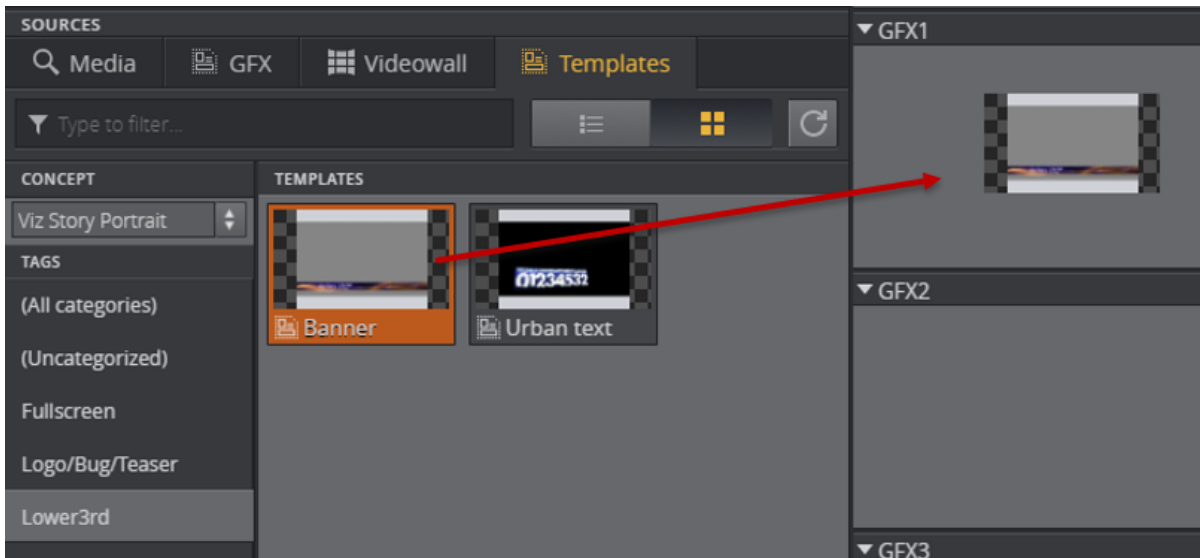 SOURCES
Media
GFX
Videowall
Templates
Type to filter...
CONCEPT
Viz Story Portrait
TAGS
(All categories)
(Uncategorized)
Fullscreen
Logo/Bug/Teaser
Lower3rd
TEMPLATES
01234532
Banner
Urban text
GFX1
GFX2
GFX3